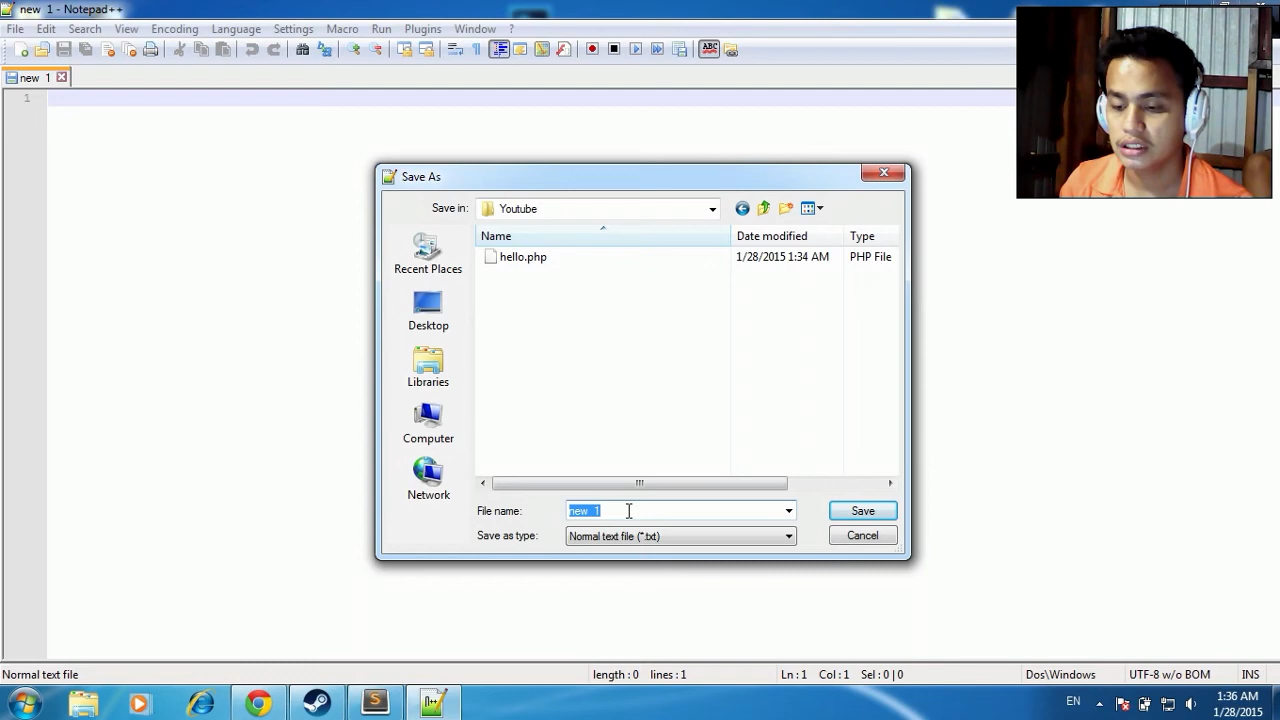 new  1 - Notepad++
File Edit Search View Encoding Language Settings Macro Run Plugins Window ?
ABC
new  1
1
Save As
Save in: Youtube
Name Date modified Type
hello.php 1/28/2015 1:34 AM PHP File
Recent Places
Desktop
Libraries
Computer
Network
File name: new  1 Save
Save as type: Normal text file (*.txt) Cancel
Normal text file length : 0 lines : 1 Ln : 1 Col : 1 Sel : 0 | 0 Dos\Windows UTF-8 w/o BOM INS
EN 1:36 AM
1/28/2015